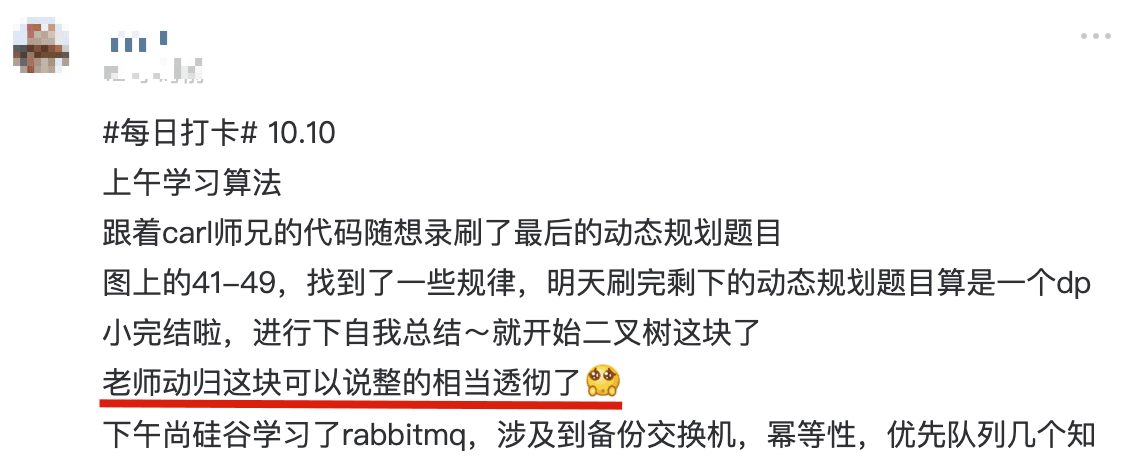 #每日打卡# 10.10
上午学习算法
跟着carl师兄的代码随想录刷了最后的动态规划题目
图上的41-49，找到了一些规律，明天刷完剩下的动态规划题目算是一个dp
小完结啦，进行下自我总结～就开始二叉树这块了
老师动归这块可以说整的相当透彻了🥺
下午尚硅谷学习了rabbitmq，涉及到备份交换机，幂等性，优先队列几个知